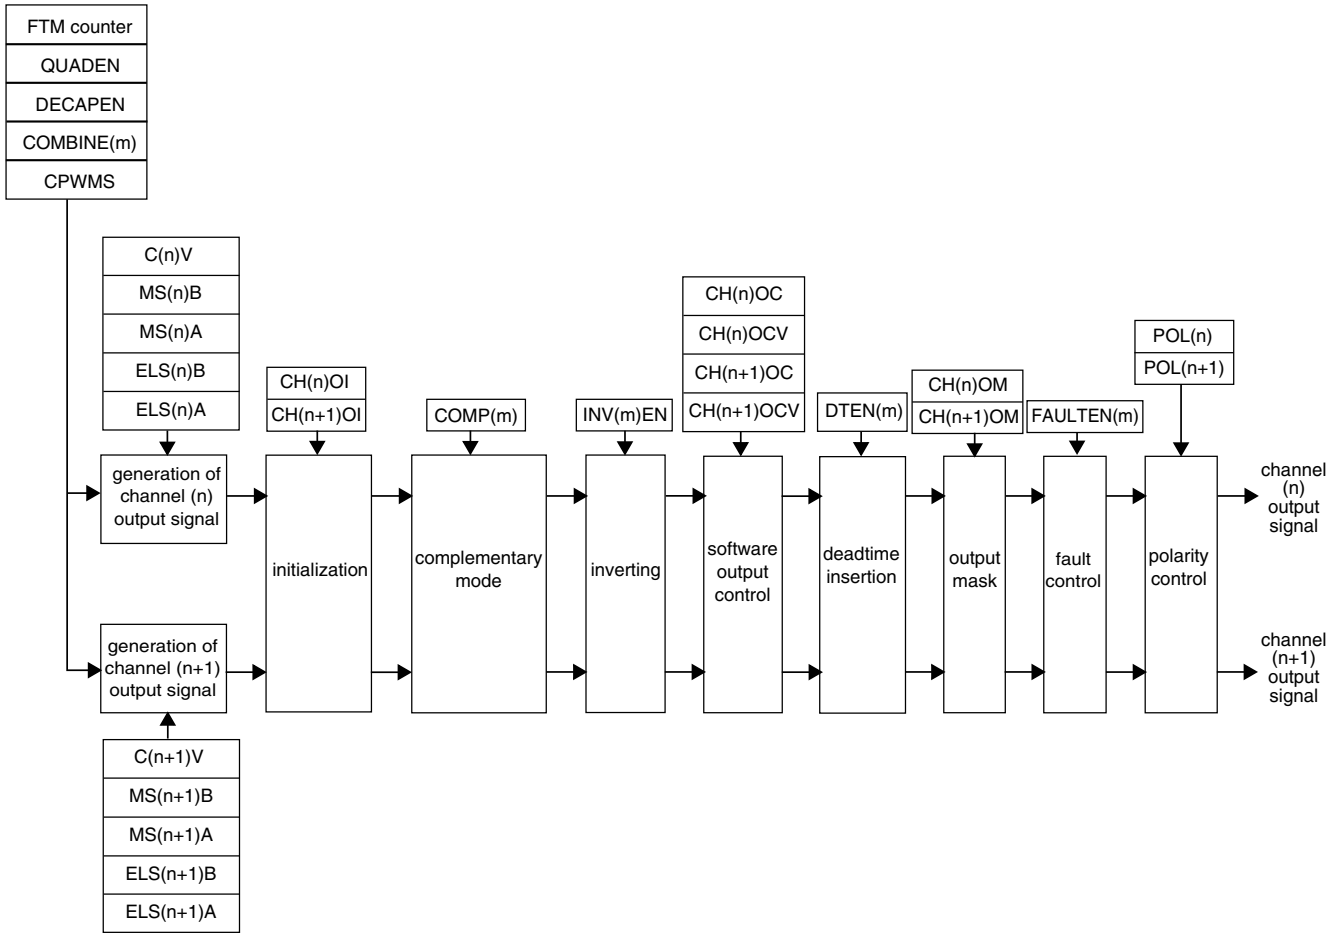 FTM counter
QUADEN
DECAPEN
COMBINE(m)
CPWMS
C(n)V
MS(n)B
MS(n)A
ELS(n)B
ELS(n)A
CH(n)OI
CH(n+1)OI
COMP(m)
INV(m)EN
CH(n)OC
CH(n)OCV
CH(n+1)OC
CH(n+1)OCV
DTEN(m)
CH(n)OM
CH(n+1)OM
FAULTEN(m)
POL(n)
POL(n+1)
generation of
channel (n)
output signal
generation of
channel (n+1)
output signal
initialization
complementary
mode
inverting
software
output
control
deadtime
insertion
output
mask
fault
control
polarity
control
channel
(n)
output
signal
channel
(n+1)
output
signal
C(n+1)V
MS(n+1)B
MS(n+1)A
ELS(n+1)B
ELS(n+1)A